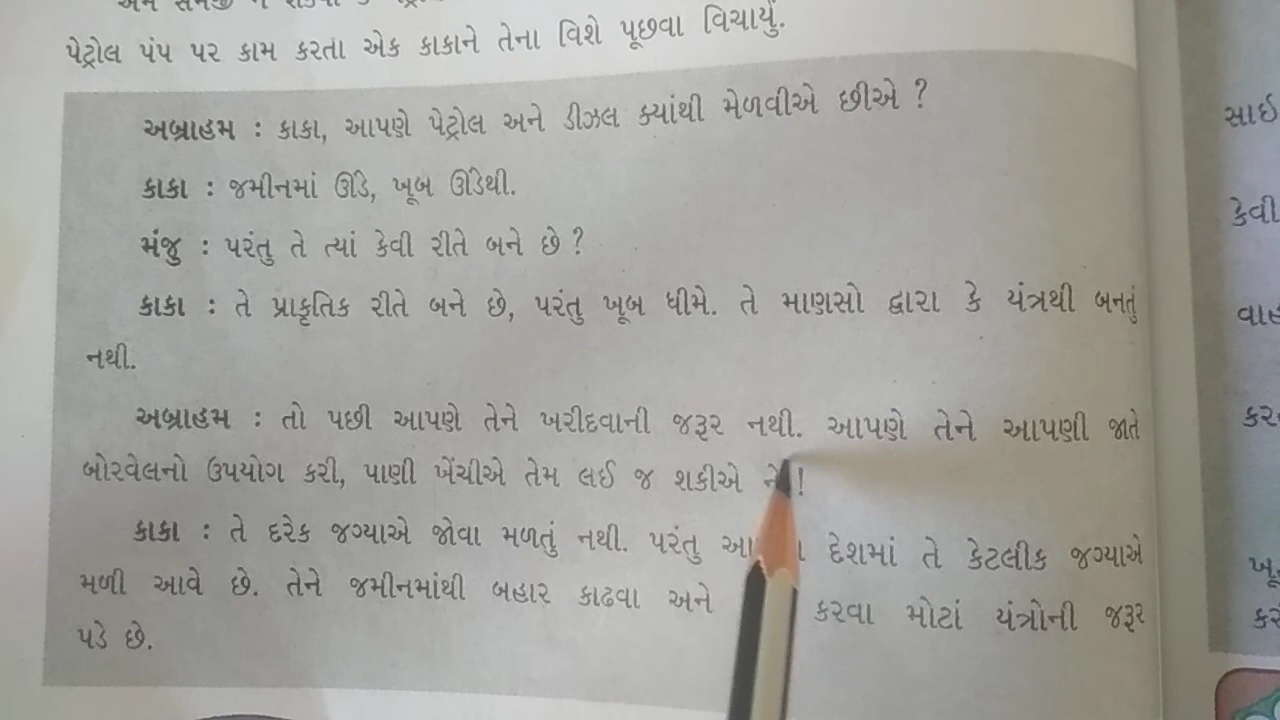 પેટ્રોલ પંપ પર કામ કરતા એક કાકાને તેના વિશે પૂછવા વિચાર્યું.
અબ્રાહમ : કાકા, આપણે પેટ્રોલ અને ડીઝલ ક્યાંથી મેળવીએ છીએ ?
કાકા : જમીનમાં ઊંડે, ખૂબ ઊંડેથી.
મંજુ : પરંતુ તે ત્યાં કેવી રીતે બને છે ?
કાકા : તે પ્રાકૃતિક રીતે બને છે, પરંતુ ખૂબ ધીમે. તે માણસો દ્વારા કે યંત્રથી બનતું
નથી.
અબ્રાહમ : તો પછી આપણે તેને ખરીદવાની જરૂર નથી. આપણે તેને આપણી જાતે
બોરવેલનો ઉપયોગ કરી, પાણી ખેંચીએ તેમ લઈ જ શકીએ ને !
કાકા : તે દરેક જગ્યાએ જોવા મળતું નથી. પરંતુ દેશમાં તે કેટલીક જગ્યાએ
મળી આવે છે. તેને જમીનમાંથી બહાર કાઢવા અને કરવા મોટાં યંત્રોની જરૂર
પડે છે.
સાઈ
કેવી